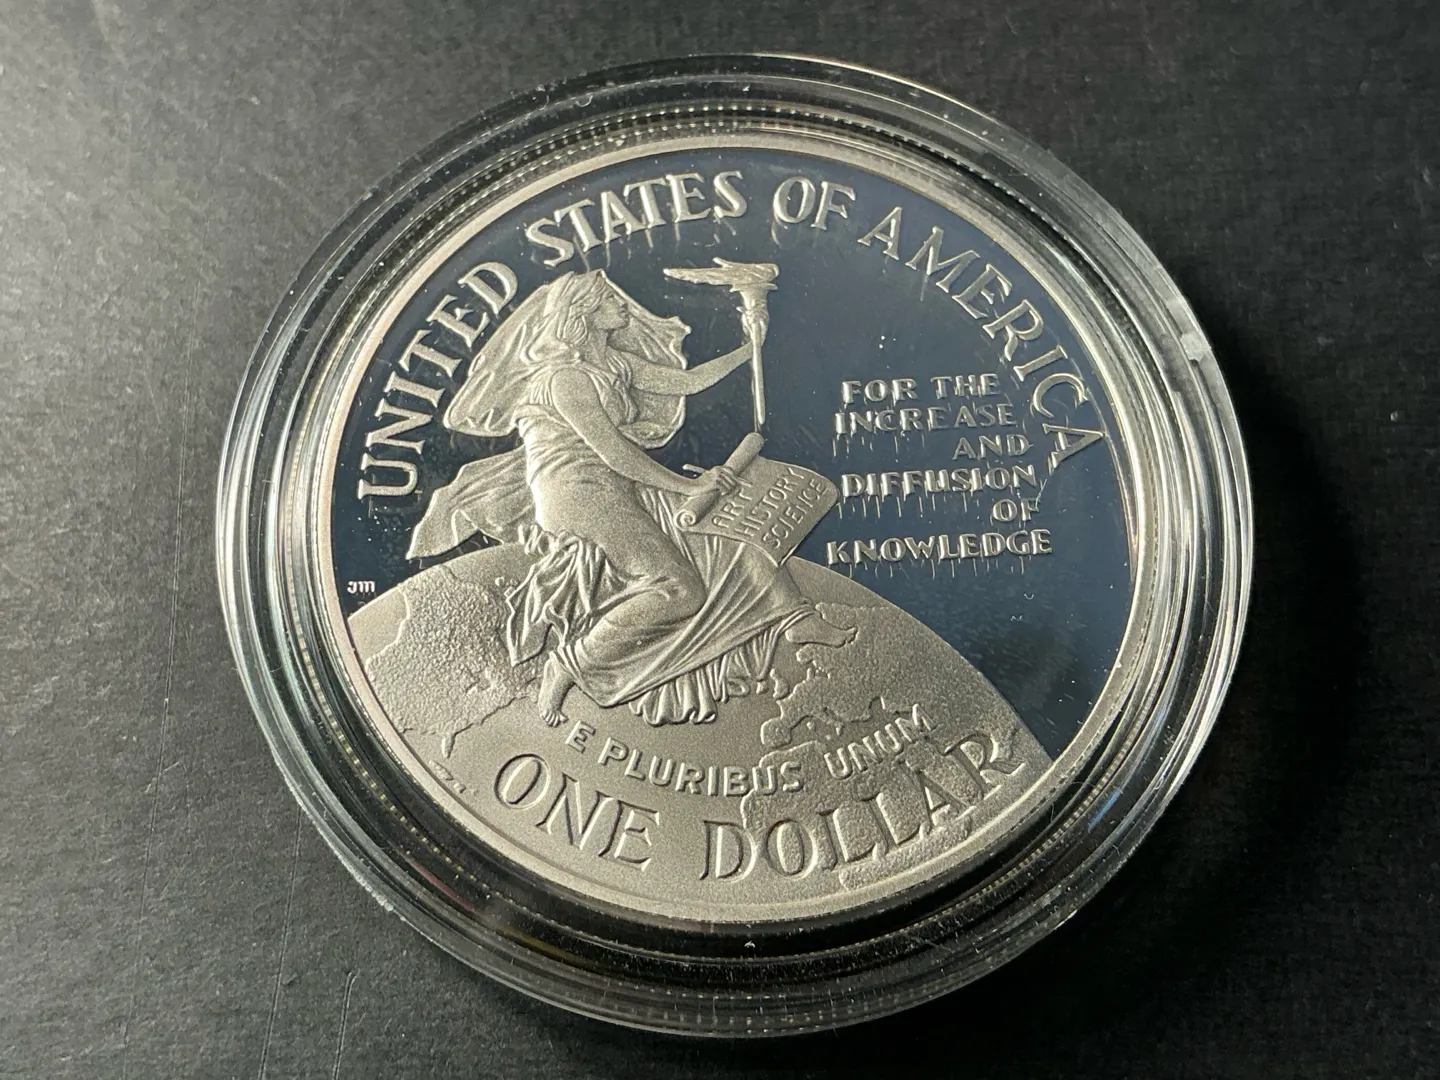 UNITED STATES OF AMERICA
FOR THE
INCREASE
AND
DIFFUSION
OF
KNOWLEDGE
ART
HISTORY
SCIENCE
JM
E PLURIBUS UNUM
ONE DOLLAR